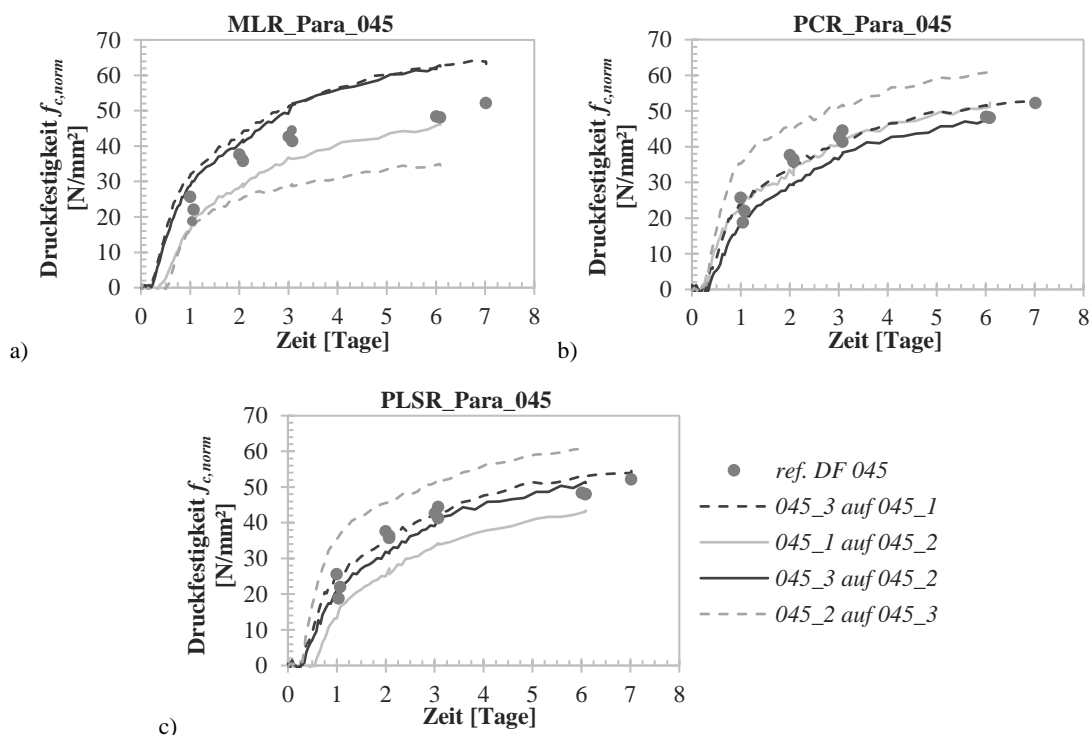 MLR_Para_045
70
60
50
40
30
20
10
0
0 1 2 3 4 5 6 7 8
Druckfestigkeit f c,norm
[N/mm²]
Zeit [Tage]
a)
PCR_Para_045
70
60
50
40
30
20
10
0
0 1 2 3 4 5 6 7 8
Druckfestigkeit f c,norm
[N/mm²]
Zeit [Tage]
b)
PLSR_Para_045
70
60
50
40
30
20
10
0
0 1 2 3 4 5 6 7 8
Druckfestigkeit f c,norm
[N/mm²]
Zeit [Tage]
c)
ref. DF 045
045_3 auf 045_1
045_1 auf 045_2
045_3 auf 045_2
045_2 auf 045_3